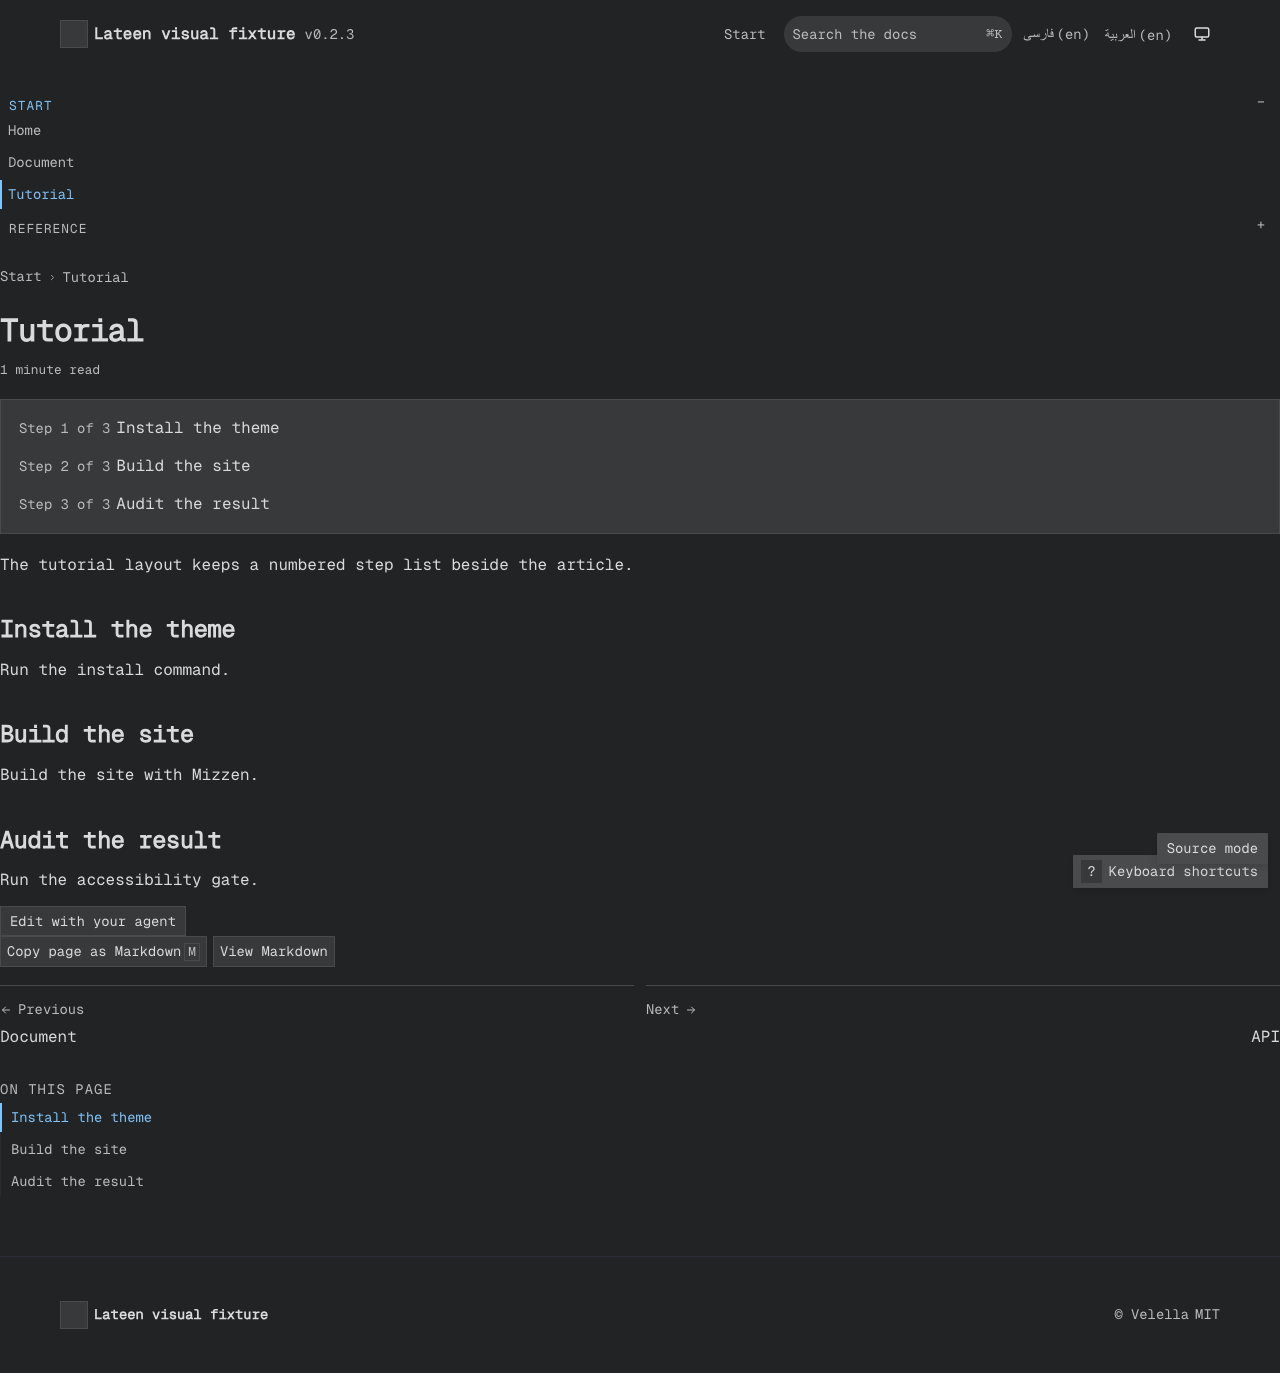 Lateen visual fixture v0.2.3
Start
Search the docs ⌘K
فارسی (en)
العربية (en)
START −
Home
Document
Tutorial
REFERENCE +
Start › Tutorial
Tutorial
1 minute read
Step 1 of 3 Install the theme
Step 2 of 3 Build the site
Step 3 of 3 Audit the result
The tutorial layout keeps a numbered step list beside the article.
Install the theme
Run the install command.
Build the site
Build the site with Mizzen.
Audit the result
Run the accessibility gate.
Source mode
? Keyboard shortcuts
Edit with your agent
Copy page as Markdown M
View Markdown
← Previous
Document
Next →
API
ON THIS PAGE
Install the theme
Build the site
Audit the result
Lateen visual fixture
© Velella MIT